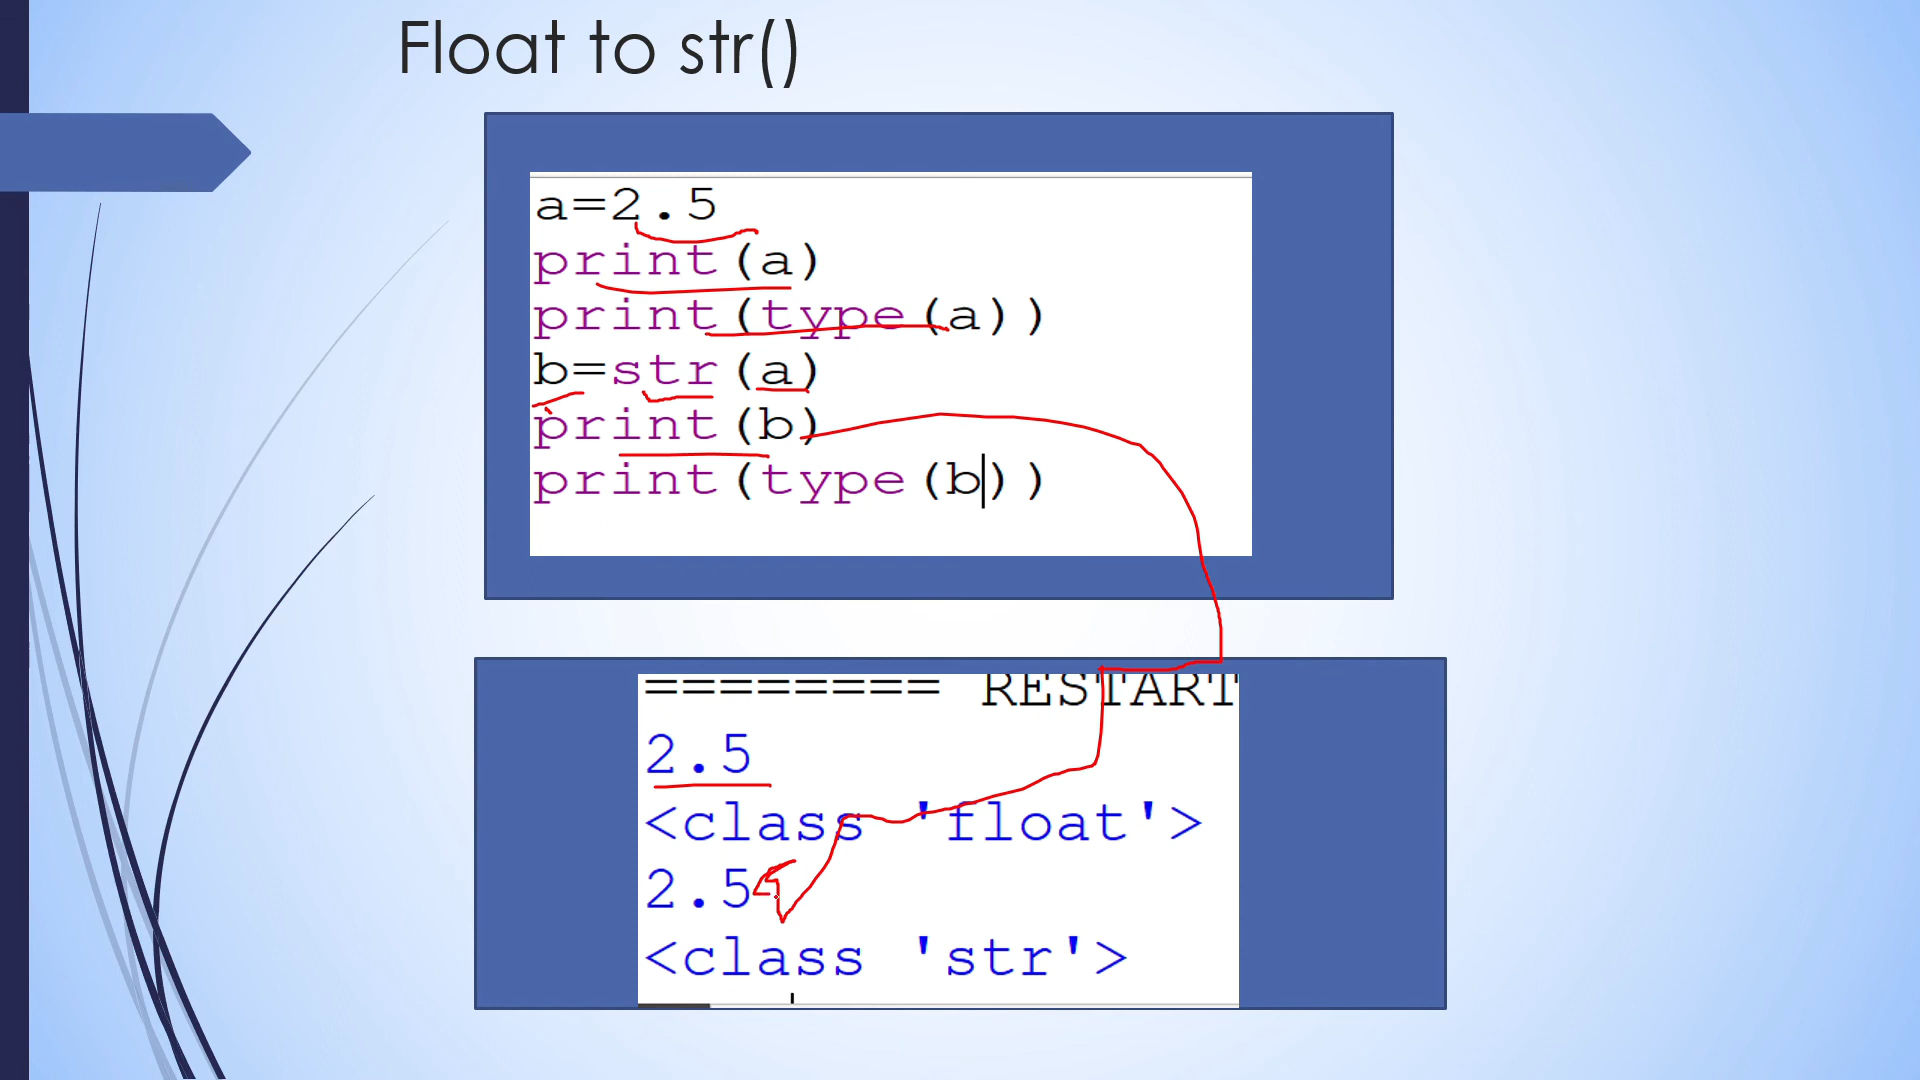 Float to str()
a=2.5
print(a)
print(type(a))
b=str(a)
print(b)
print(type(b))
======== RESTART
2.5
<class 'float'>
2.5
<class 'str'>